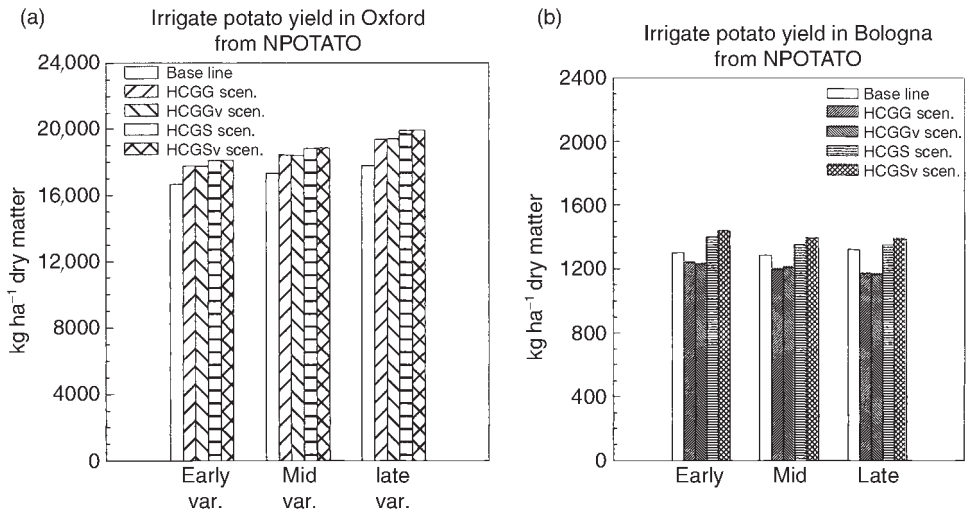 (a)
Irrigate potato yield in Oxford
from NPOTATO
24,000
20,000
16,000
12,000
8000
4000
0
kg ha⁻¹ dry matter
Base line
HCGG scen.
HCGGv scen.
HCGS scen.
HCGSv scen.
Early
var.
Mid
var.
late
var.
(b)
Irrigate potato yield in Bologna
from NPOTATO
2400
2000
1600
1200
800
400
0
kg ha⁻¹ dry matter
Base line
HCGG scen.
HCGGv scen.
HCGS scen.
HCGSv scen.
Early
Mid
Late